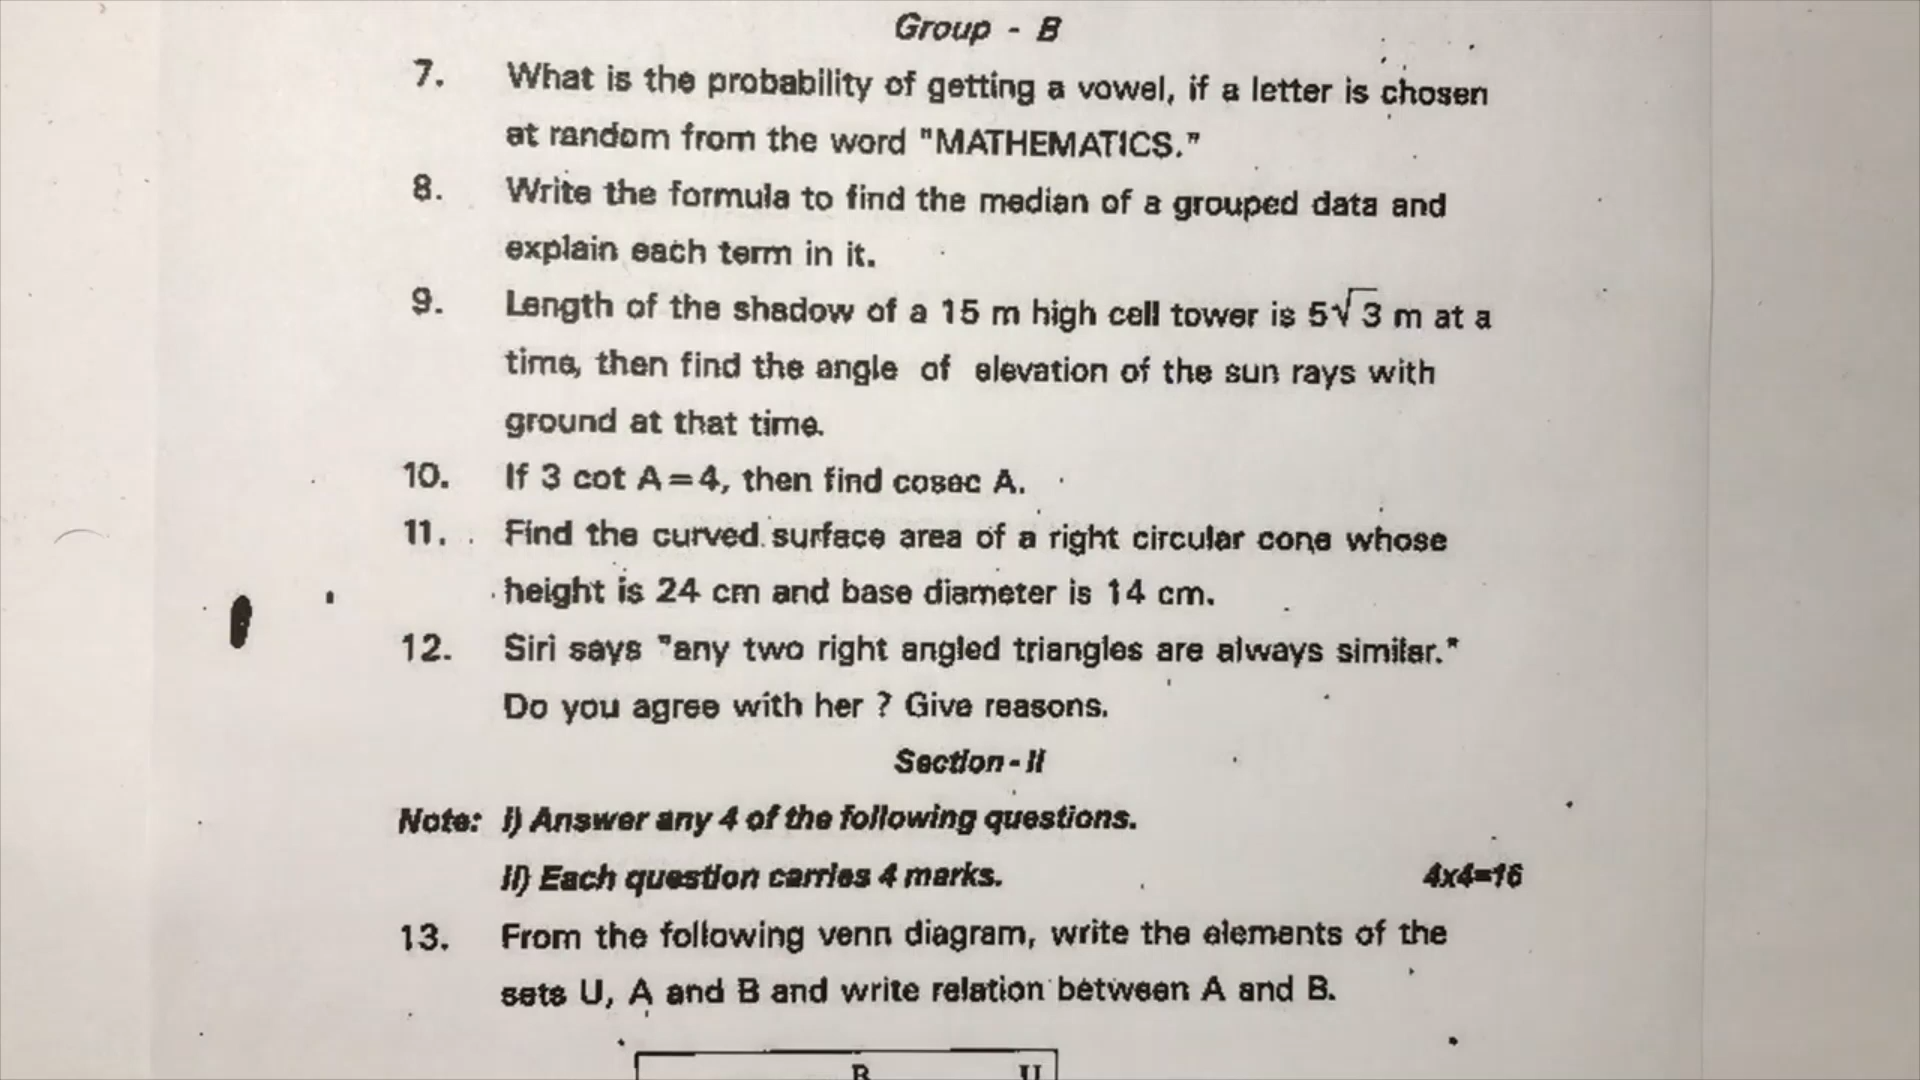 Group - B
7. What is the probability of getting a vowel, if a letter is chosen
at random from the word "MATHEMATICS."
8. Write the formula to find the median of a grouped data and
explain each term in it.
9. Length of the shadow of a 15 m high cell tower is 5√3 m at a
time, then find the angle of elevation of the sun rays with
ground at that time.
10. If 3 cot A=4, then find cosec A.
11. Find the curved surface area of a right circular cone whose
height is 24 cm and base diameter is 14 cm.
12. Siri says "any two right angled triangles are always similar."
Do you agree with her ? Give reasons.
Section - II
Note: i) Answer any 4 of the following questions.
ii) Each question carries 4 marks. 4x4=16
13. From the following venn diagram, write the elements of the
sets U, A and B and write relation between A and B.
B U